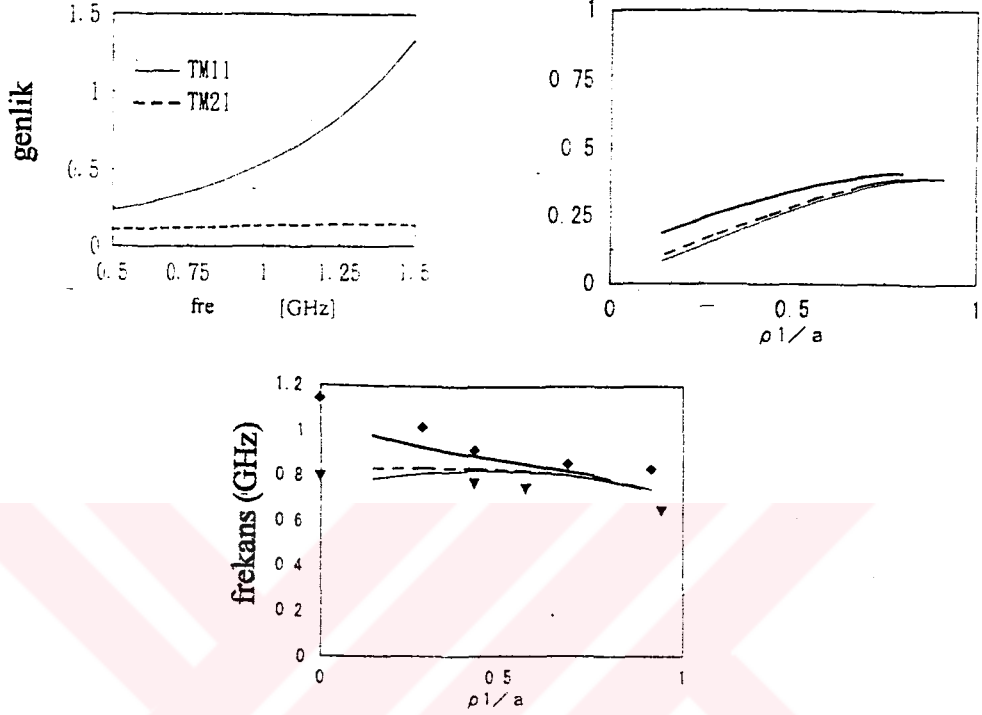 genlik
1.5
1
0.5
0
TM11
TM21
0.5 0.75 1 1.25 1.5
fre [GHz]
1
0 75
0 5
0.25
0
0 0.5 1
ρ1/a
frekans (GHz)
1.2
1
0 8
0 6
0 4
0 2
0
0 0 5 1
ρ1/a